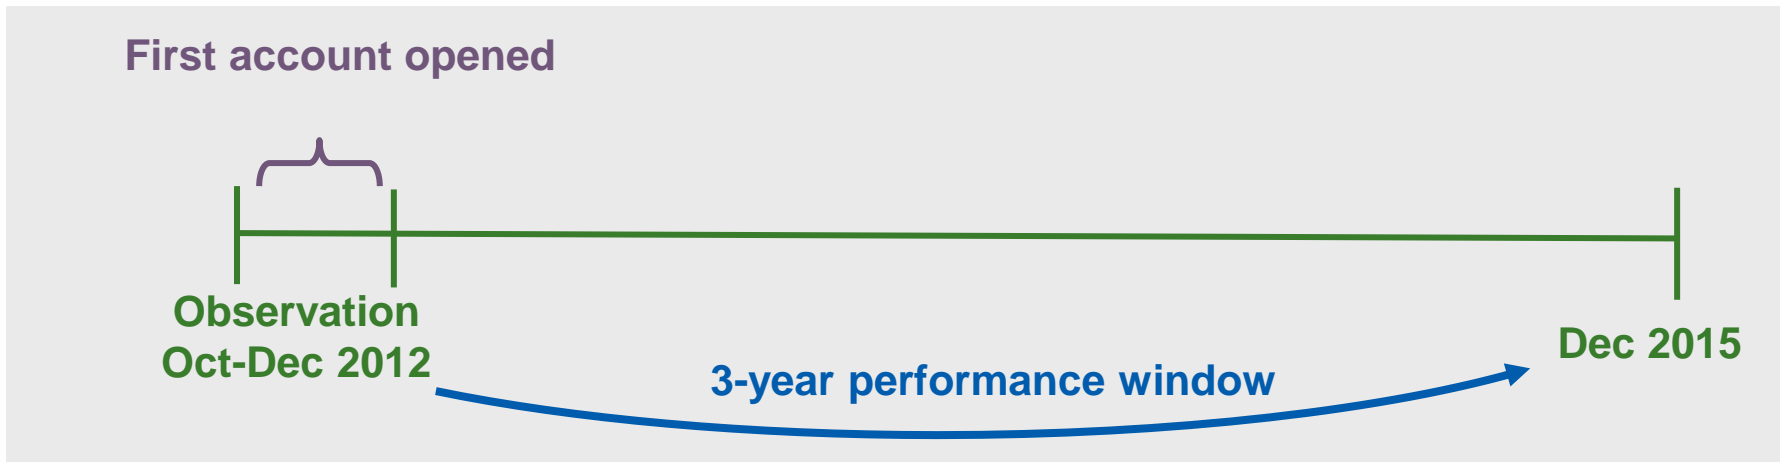 First account opened
Observation
Oct-Dec 2012
Dec 2015
3-year performance window